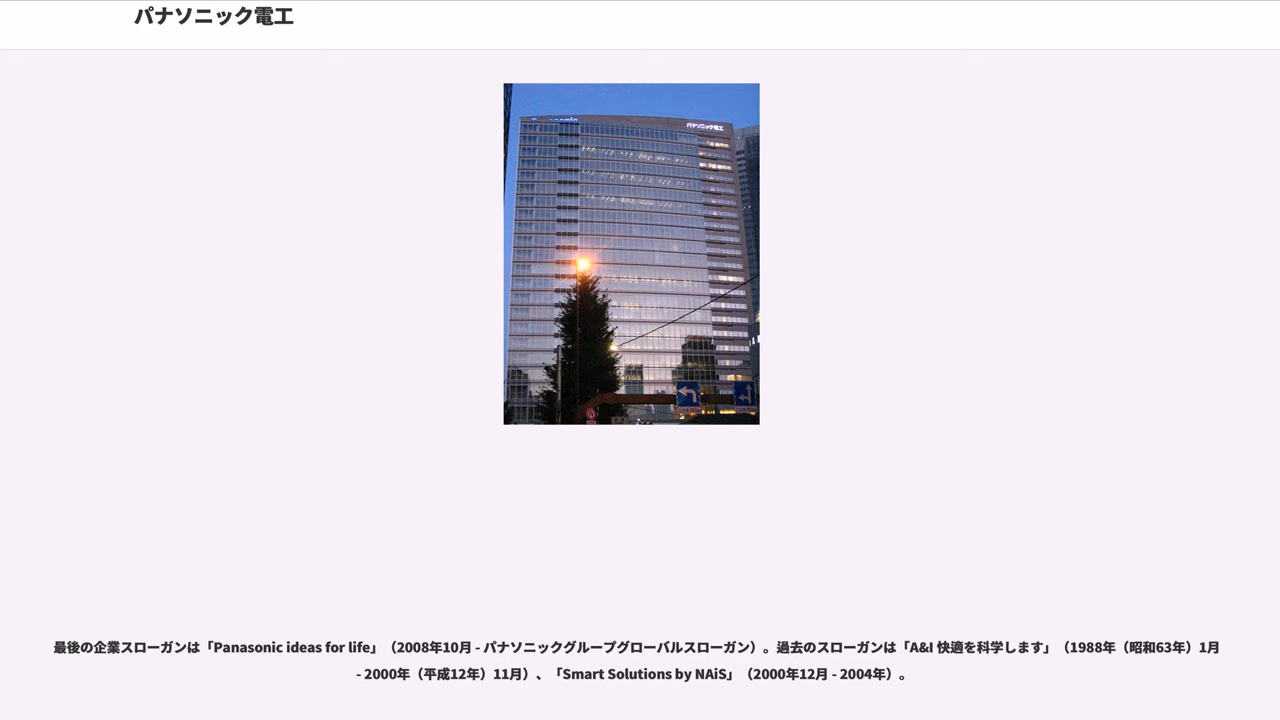 パナソニック電工
パナソニック電工
最後の企業スローガンは「Panasonic ideas for life」（2008年10月 - パナソニックグループグローバルスローガン）。過去のスローガンは「A&I 快適を科学します」（1988年（昭和63年）1月
- 2000年（平成12年）11月）、「Smart Solutions by NAiS」（2000年12月 - 2004年）。